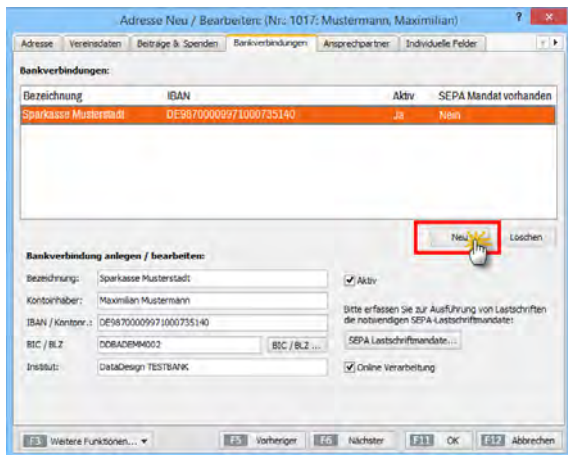 Adresse Neu / Bearbeiten: (Nr.: 1017: Mustermann, Maximilian) ?
Adresse Vereinsdaten Beiträge & Spenden Bankverbindungen Ansprechpartner Individuelle Felder
Bankverbindungen:
Bezeichnung IBAN Aktiv SEPA Mandat vorhanden
Sparkasse Musterstadt DE9870000971000735140 Ja Nein
Neu Löschen
Bankverbindung anlegen / bearbeiten:
Bezeichnung: Sparkasse Musterstadt Aktiv
Kontoinhaber: Maximilian Mustermann
Bitte erfassen Sie zur Ausführung von Lastschriften
IBAN / Kontonr.: DE98700009971000735140 die notwendigen SEPA-Lastschriftmandate:
BIC / BLZ DDBADEMM002 BIC / BLZ ... SEPA Lastschriftmandate...
Institut: DataDesign TESTBANK Online Verarbeitung
F3 Weitere Funktionen... F5 Vorheriger F6 Nächster F11 OK F12 Abbrechen